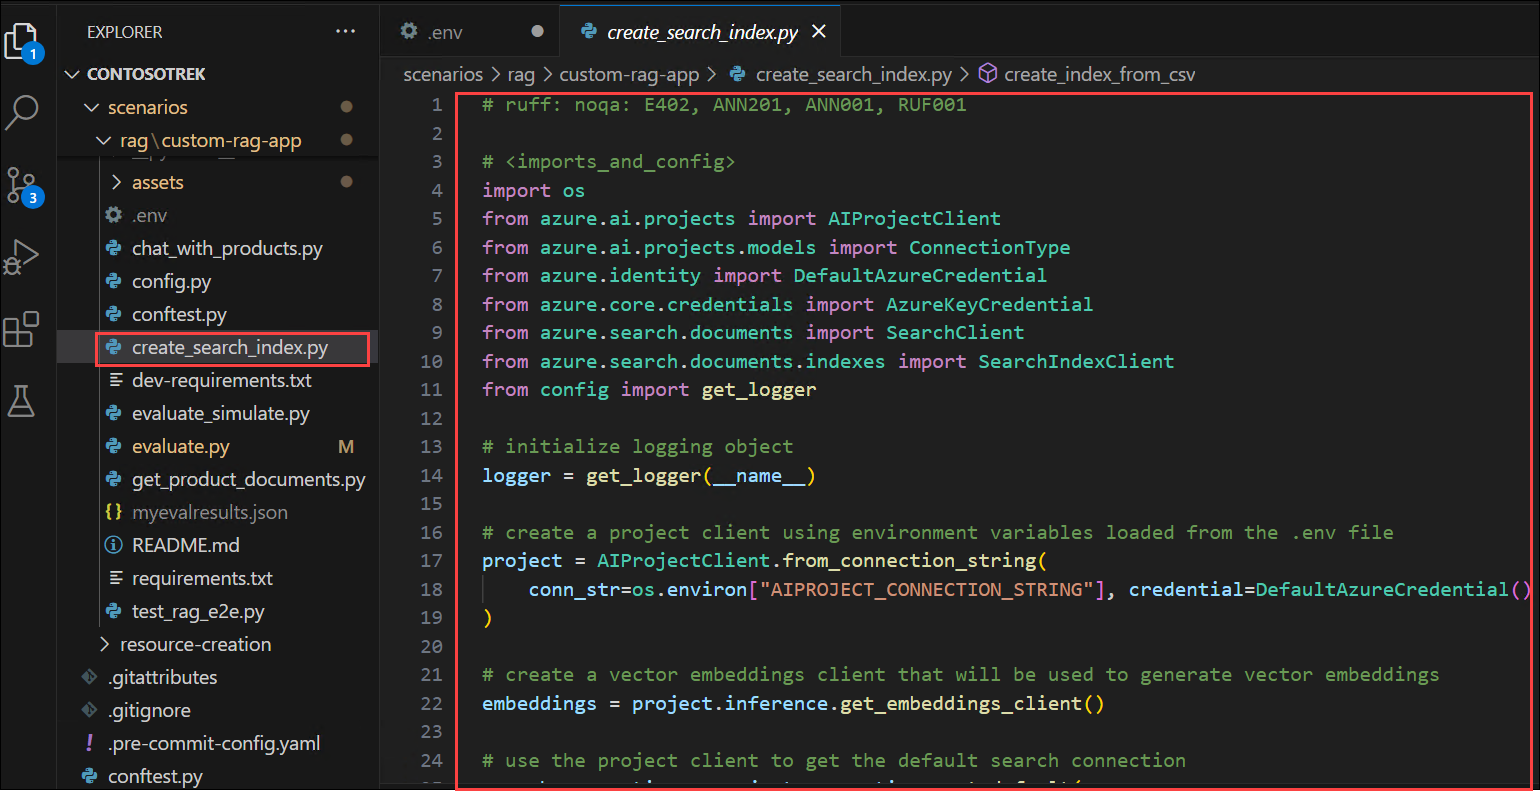 EXPLORER ...
CONTOSOTREK
scenarios
rag\custom-rag-app
assets
.env
chat_with_products.py
config.py
conftest.py
create_search_index.py
dev-requirements.txt
evaluate_simulate.py
evaluate.py M
get_product_documents.py
{} myevalresults.json
README.md
requirements.txt
test_rag_e2e.py
resource-creation
.gitattributes
.gitignore
! .pre-commit-config.yaml
conftest.py
1
3
.env
create_search_index.py
scenarios > rag > custom-rag-app > create_search_index.py > create_index_from_csv
1 # ruff: noqa: E402, ANN201, ANN001, RUF001
2
3 # <imports_and_config>
4 import os
5 from azure.ai.projects import AIProjectClient
6 from azure.ai.projects.models import ConnectionType
7 from azure.identity import DefaultAzureCredential
8 from azure.core.credentials import AzureKeyCredential
9 from azure.search.documents import SearchClient
10 from azure.search.documents.indexes import SearchIndexClient
11 from config import get_logger
12
13 # initialize logging object
14 logger = get_logger(__name__)
15
16 # create a project client using environment variables loaded from the .env file
17 project = AIProjectClient.from_connection_string(
18 conn_str=os.environ["AIPROJECT_CONNECTION_STRING"], credential=DefaultAzureCredential()
19 )
20
21 # create a vector embeddings client that will be used to generate vector embeddings
22 embeddings = project.inference.get_embeddings_client()
23
24 # use the project client to get the default search connection